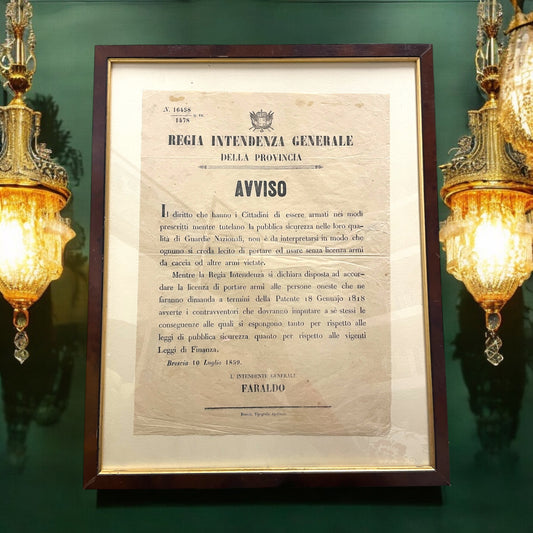 N. 16458
1478
REGIA INTENDENZA GENERALE
DELLA PROVINCIA
AVVISO
Il diritto che hanno i Cittadini di essere armati nei modi
prescritti mentre tutelano la pubblica sicurezza nelle loro qua-
lità di Guardie Nazionali, non è da interpretarsi in modo che
ognuno si creda lecito di portare ed usare senza licenza armi
da caccia od altre armi vietate.
Mentre la Regia Intendenza si dichiara disposta ad accor-
dare la licenza di portare armi alle persone oneste che ne
faranno dimanda a termini della Patente 18 Gennajo 1818
avverte i contravventori che dovranno imputare a se stessi le
conseguenze alle quali si espongono tanto per rispetto alle
leggi di pubblica sicurezza quanto per rispetto alle vigenti
Leggi di Finanza.
Brescia 10 Luglio 1859.
L'INTENDENTE GENERALE
FARALDO
Brescia, Tipografia